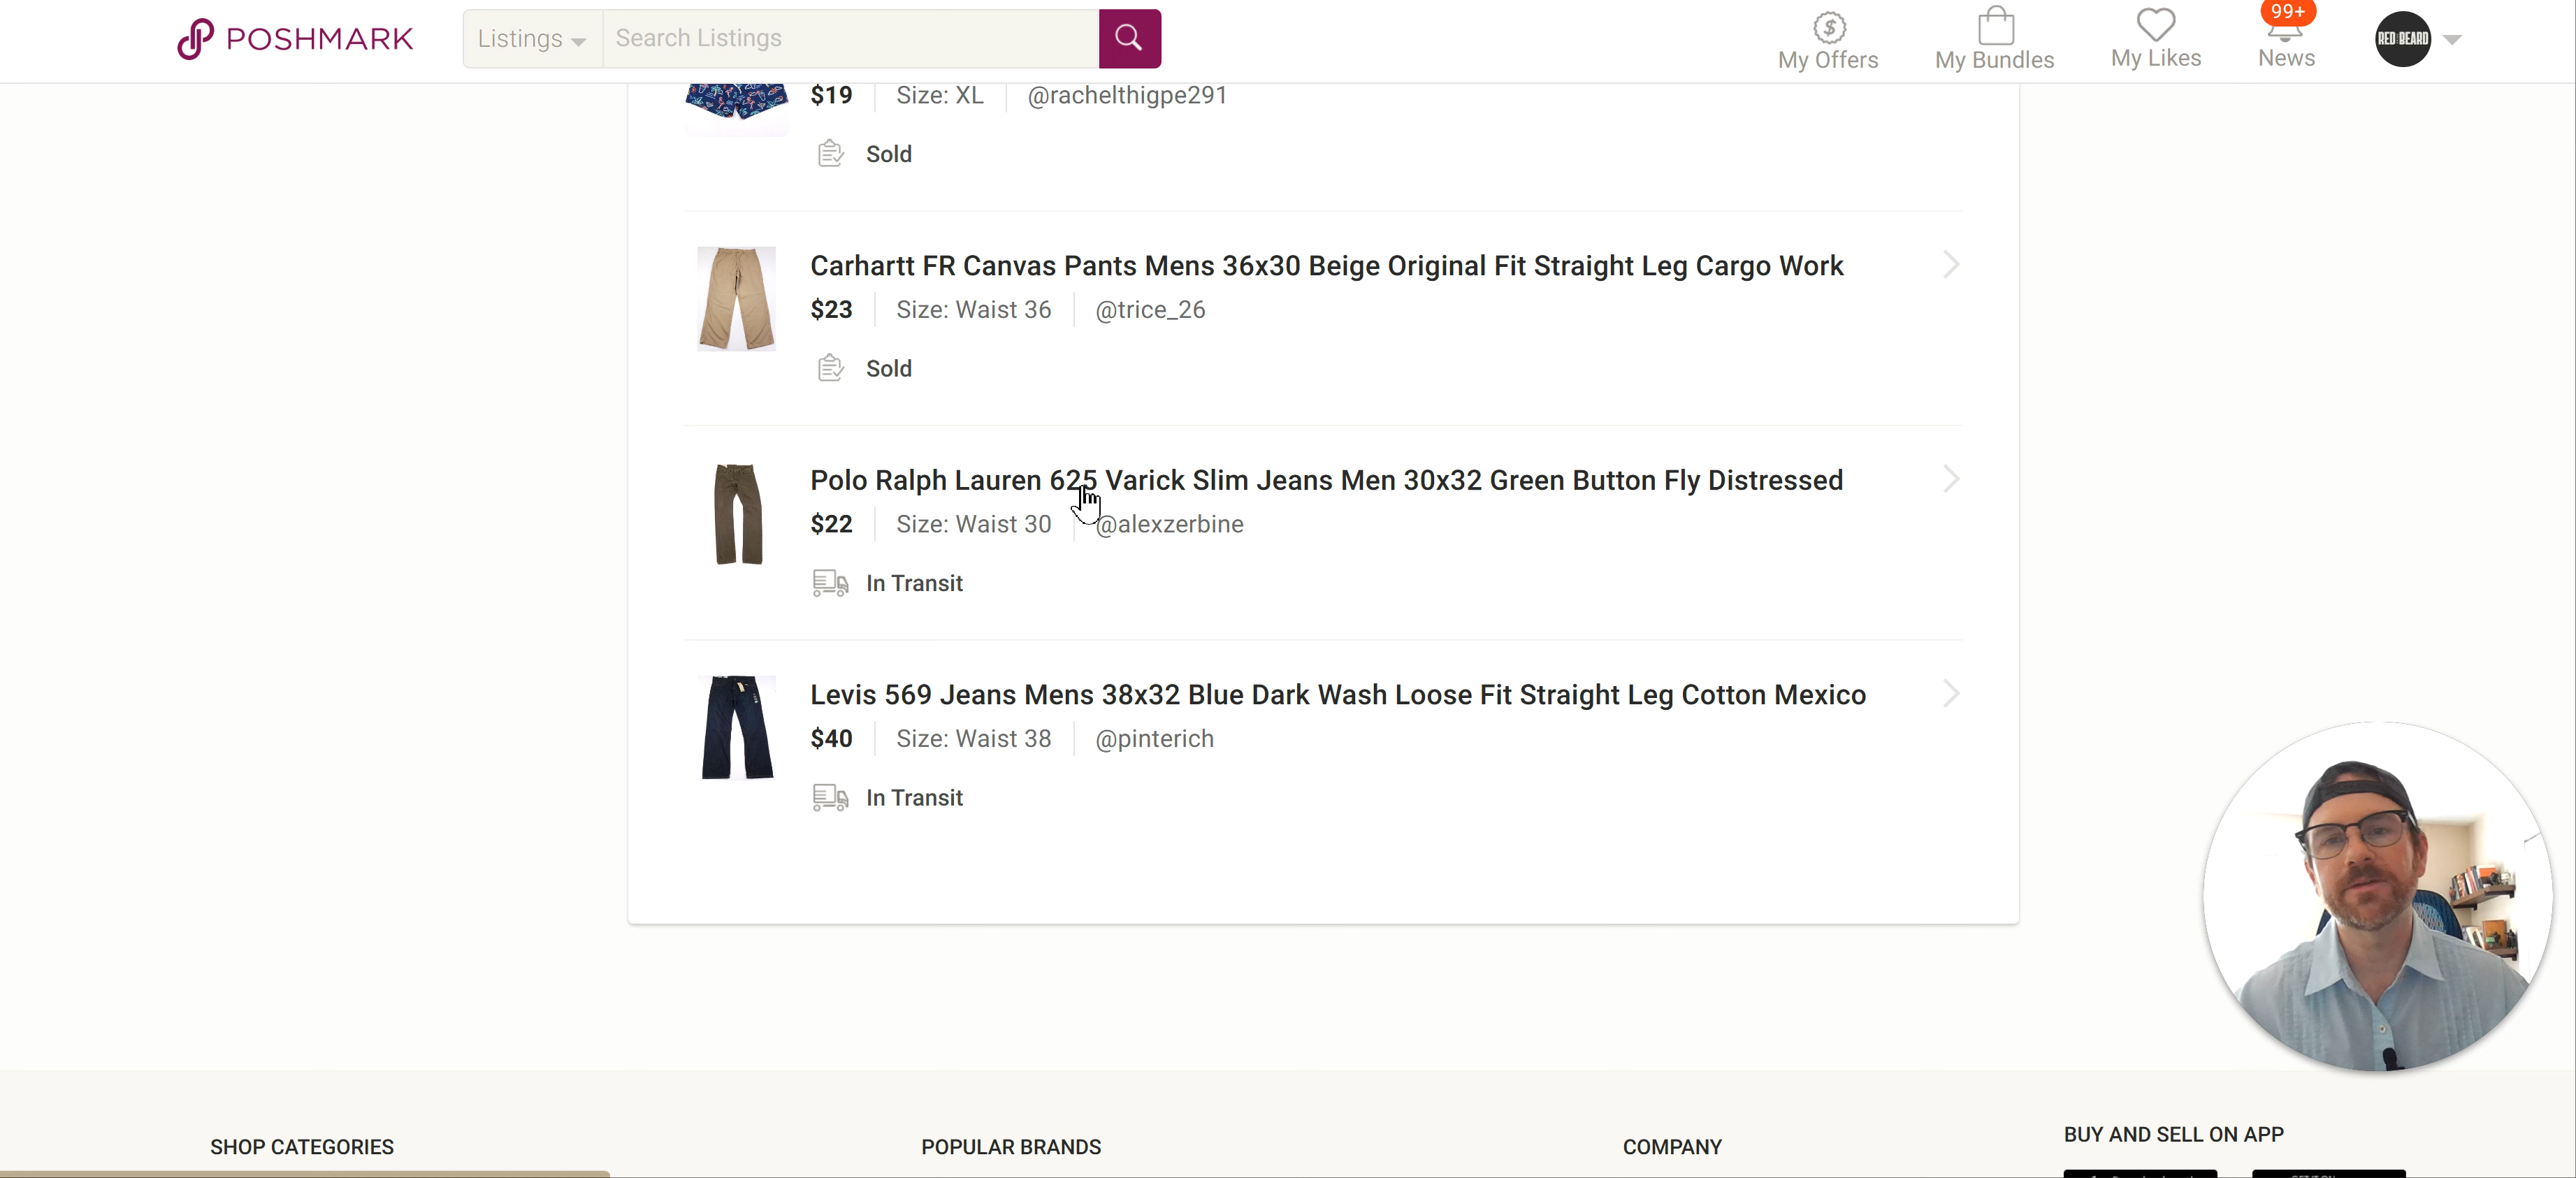 POSHMARK
Listings
Search Listings
My Offers
My Bundles
My Likes
99+
News
RED BEARD
$19 Size: XL @rachelthigpe291
Sold
Carhartt FR Canvas Pants Mens 36x30 Beige Original Fit Straight Leg Cargo Work
$23 Size: Waist 36 @trice_26
Sold
Polo Ralph Lauren 625 Varick Slim Jeans Men 30x32 Green Button Fly Distressed
$22 Size: Waist 30 @alexzerbine
In Transit
Levis 569 Jeans Mens 38x32 Blue Dark Wash Loose Fit Straight Leg Cotton Mexico
$40 Size: Waist 38 @pinterich
In Transit
SHOP CATEGORIES
POPULAR BRANDS
COMPANY
BUY AND SELL ON APP